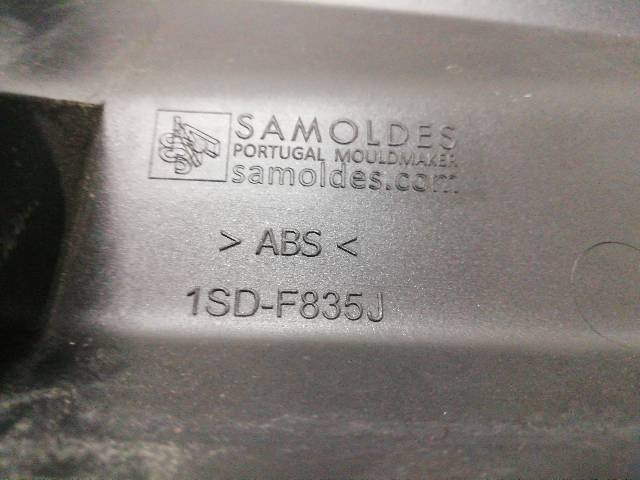 SAMOLDES
PORTUGAL MOULDMAKER
samoldes.com
> ABS <
1SD-F835J